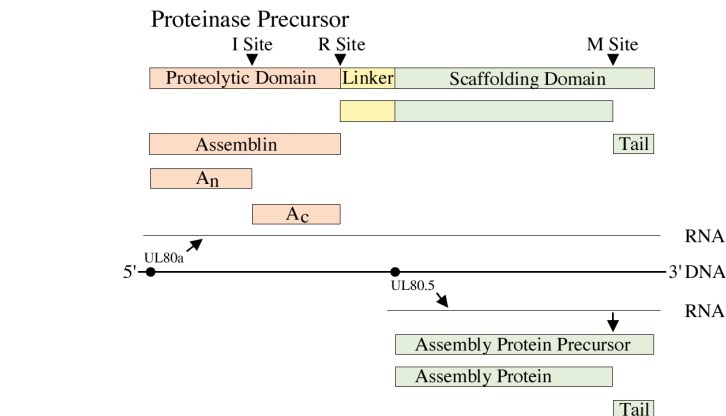 Proteinase Precursor
I Site R Site M Site
Proteolytic Domain Linker Scaffolding Domain
Assemblin Tail
An
Ac
RNA
UL80a
5' 3' DNA
UL80.5
RNA
Assembly Protein Precursor
Assembly Protein
Tail